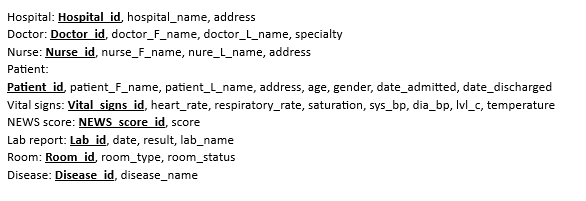 Hospital: Hospital_id, hospital_name, address
Doctor: Doctor_id, doctor_F_name, doctor_L_name, specialty
Nurse: Nurse_id, nurse_F_name, nure_L_name, address
Patient:
Patient_id, patient_F_name, patient_L_name, address, age, gender, date_admitted, date_discharged
Vital signs: Vital_signs_id, heart_rate, respiratory_rate, saturation, sys_bp, dia_bp, lvl_c, temperature
NEWS score: NEWS_score_id, score
Lab report: Lab_id, date, result, lab_name
Room: Room_id, room_type, room_status
Disease: Disease_id, disease_name